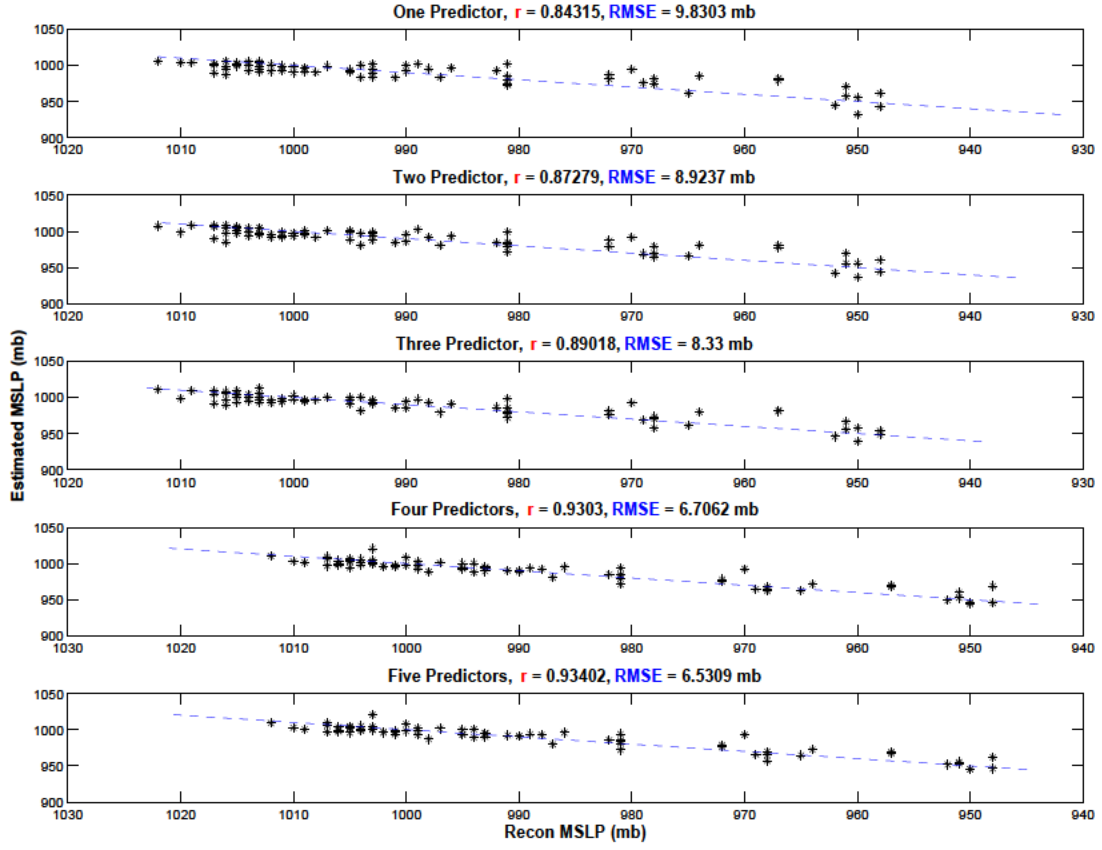 One Predictor, r = 0.84315, RMSE = 9.8303 mb
1050
1000
950
900
1020 1010 1000 990 980 970 960 950 940 930
Two Predictor, r = 0.87279, RMSE = 8.9237 mb
1050
1000
950
900
1020 1010 1000 990 980 970 960 950 940 930
Three Predictor, r = 0.89018, RMSE = 8.33 mb
1050
1000
950
900
1020 1010 1000 990 980 970 960 950 940 930
Four Predictors, r = 0.9303, RMSE = 6.7062 mb
1050
1000
950
900
1030 1020 1010 1000 990 980 970 960 950 940
Five Predictors, r = 0.93402, RMSE = 6.5309 mb
1050
1000
950
900
1030 1020 1010 1000 990 980 970 960 950 940
Recon MSLP (mb)
Estimated MSLP (mb)